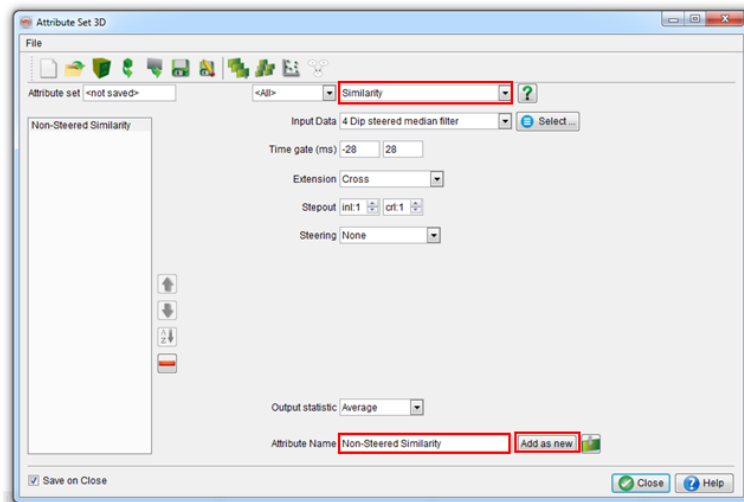 Attribute Set 3D
File
Attribute set <not saved> <All> Similarity ?
Non-Steered Similarity
Input Data 4 Dip steered median filter Select ...
Time gate (ms) -28 28
Extension Cross
Stepout inl:1 crl:1
Steering None
A
Z
Output statistic Average
Attribute Name Non-Steered Similarity Add as new
Save on Close
Close ? Help